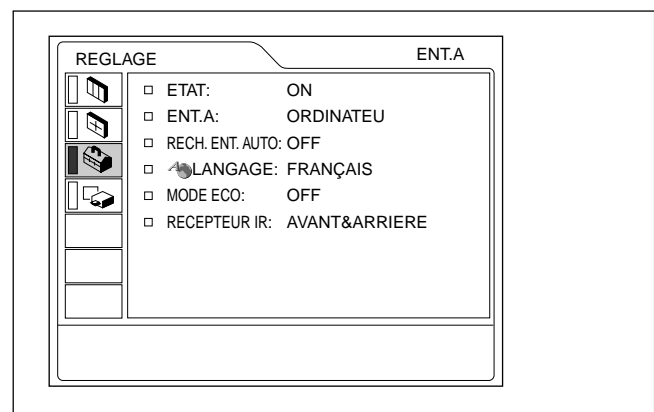 REGLAGE ENT.A
ETAT: ON
ENT.A: ORDINATEU
RECH. ENT. AUTO: OFF
LANGAGE: FRANÇAIS
MODE ECO: OFF
RECEPTEUR IR: AVANT&ARRIERE